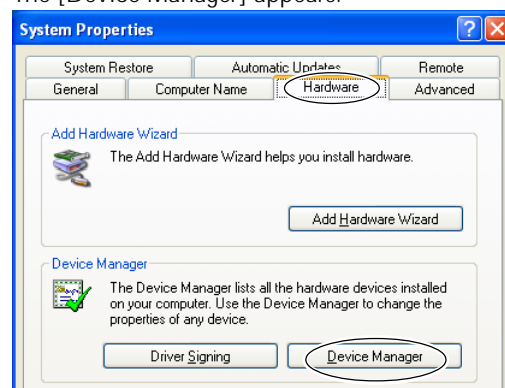 The [Device Manager] appears.
System Properties
System Restore Automatic Updates Remote
General Computer Name Hardware Advanced
Add Hardware Wizard
The Add Hardware Wizard helps you install hardware.
Add Hardware Wizard
Device Manager
The Device Manager lists all the hardware devices installed
on your computer. Use the Device Manager to change the
properties of any device.
Driver Signing Device Manager